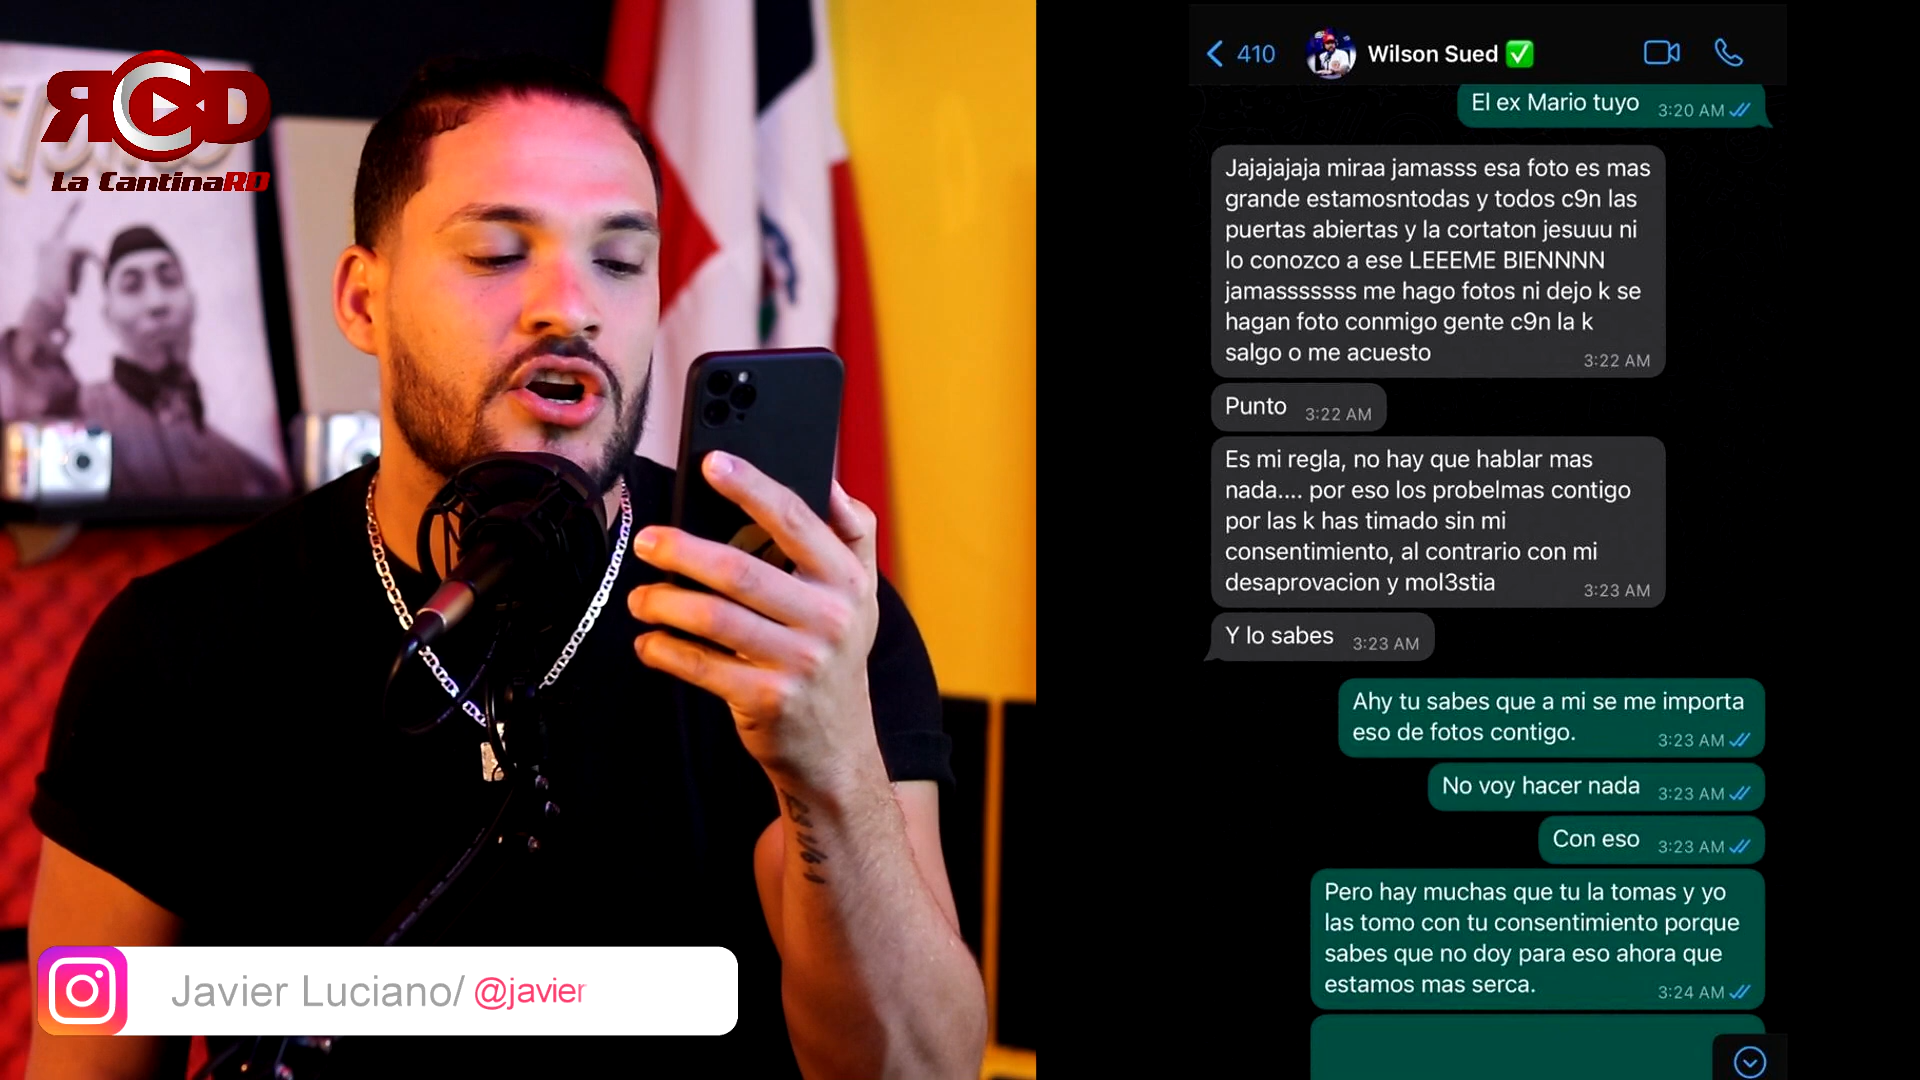 RCD
La CantinaRD
Javier Luciano/ @javier
410
Wilson Sued ✅
El ex Mario tuyo 3:20 AM
Jajajajaja miraa jamasss esa foto es mas
grande estamosntodas y todos c9n las
puertas abiertas y la cortaton jesuuu ni
lo conozco a ese LEEEME BIENNNN
jamasssssss me hago fotos ni dejo k se
hagan foto conmigo gente c9n la k
salgo o me acuesto 3:22 AM
Punto 3:22 AM
Es mi regla, no hay que hablar mas
nada.... por eso los probelmas contigo
por las k has timado sin mi
consentimiento, al contrario con mi
desaprovacion y mol3stia 3:23 AM
Y lo sabes 3:23 AM
Ahy tu sabes que a mi se me importa
eso de fotos contigo. 3:23 AM
No voy hacer nada 3:23 AM
Con eso 3:23 AM
Pero hay muchas que tu la tomas y yo
las tomo con tu consentimiento porque
sabes que no doy para eso ahora que
estamos mas serca. 3:24 AM